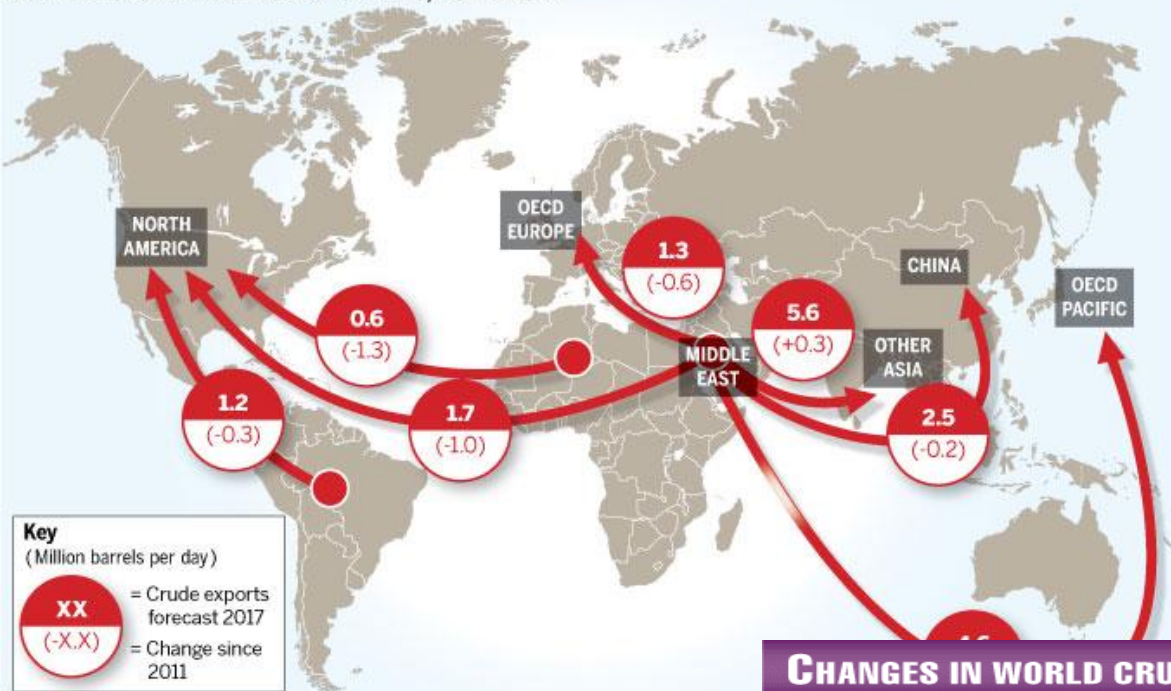 NORTH
AMERICA
OECD
EUROPE
1.3
(-0.6)
CHINA
OECD
PACIFIC
0.6
(-1.3)
5.6
(+0.3)
MIDDLE
EAST
OTHER
ASIA
1.2
(-0.3)
1.7
(-1.0)
2.5
(-0.2)
Key
(Million barrels per day)
XX
(-X.X)
= Crude exports
forecast 2017
= Change since
2011
CHANGES IN WORLD CRU